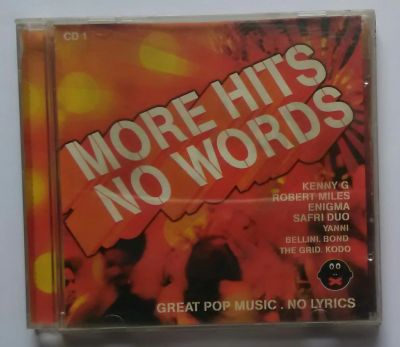 CD 1
MORE HITS
NO WORDS
KENNY G
ROBERT MILES
ENIGMA
SAFRI DUO
YANNI
BELLINI. BOND
THE GRID. KODO
GREAT POP MUSIC . NO LYRICS